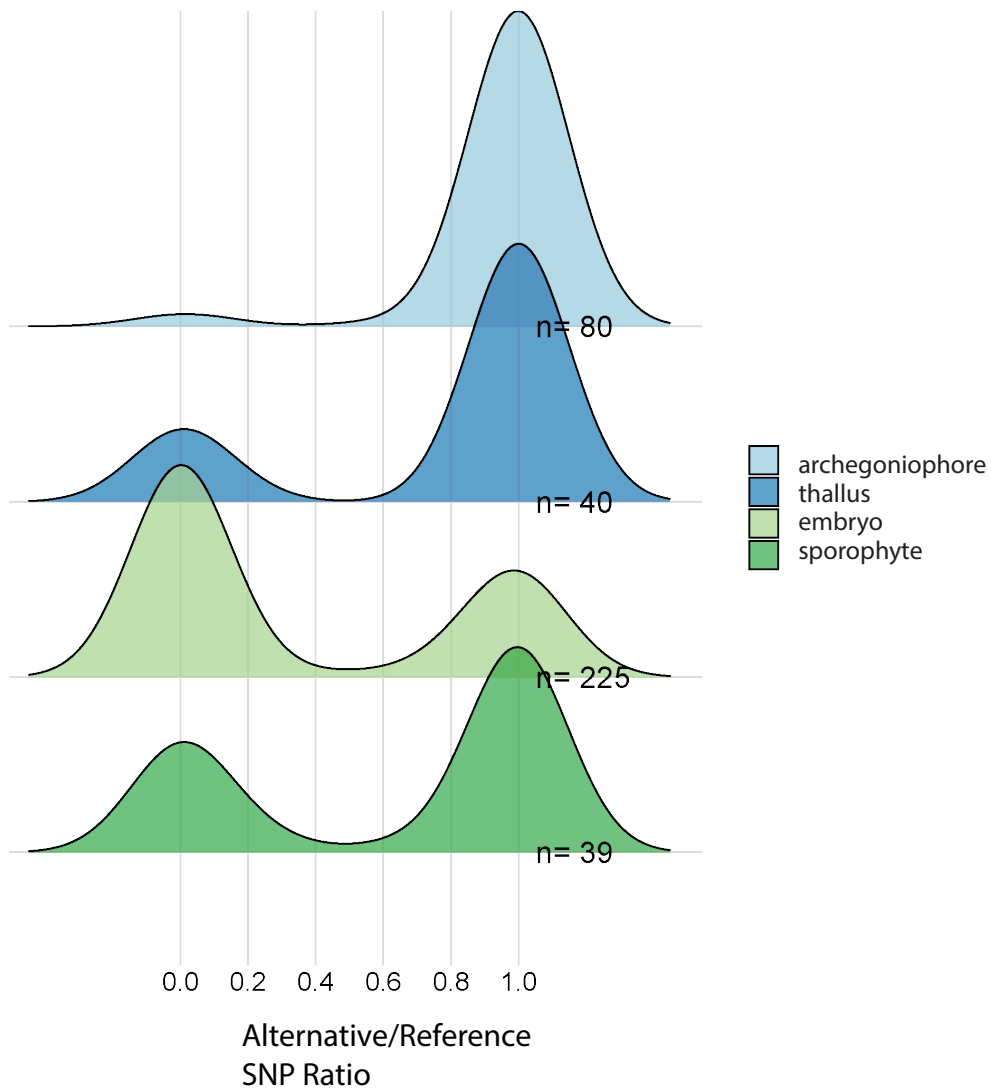 n= 80
n= 40
n= 225
n= 39
archegoniophore
thallus
embryo
sporophyte
0.0 0.2 0.4 0.6 0.8 1.0
Alternative/Reference
SNP Ratio